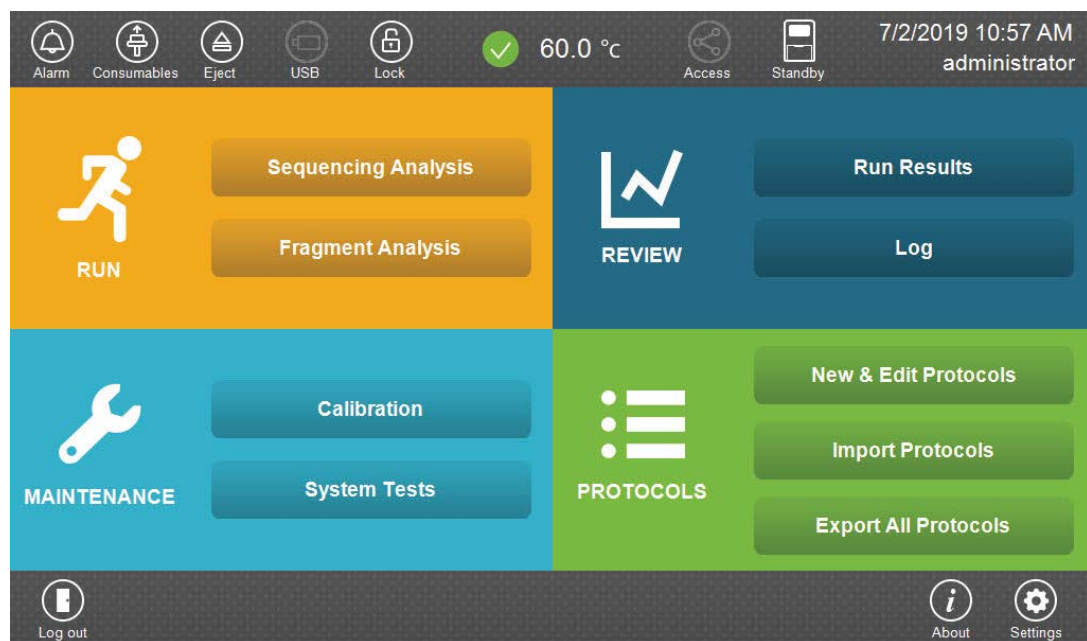 7/2/2019 10:57 AM
60.0 °C
administrator
Alarm
Consumables
Eject
USB
Lock
Access
Standby
Sequencing Analysis
Fragment Analysis
RUN
Run Results
Log
REVIEW
Calibration
System Tests
MAINTENANCE
New & Edit Protocols
Import Protocols
Export All Protocols
PROTOCOLS
Log out
i
About
Settings